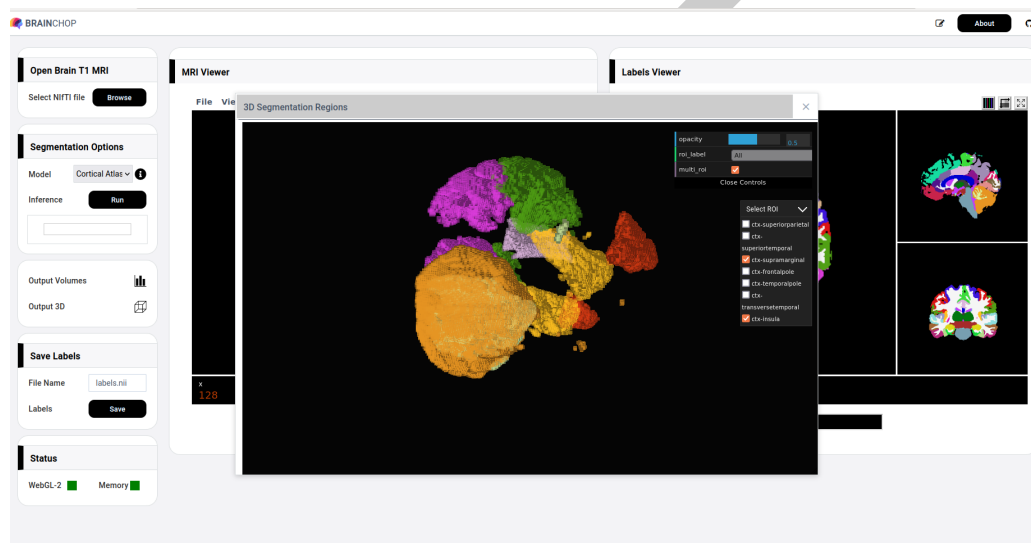 BRAINCHOP
About
Open Brain T1 MRI
Select NIfTI file
Browse
Segmentation Options
Model
Cortical Atlas
Inference
Run
Output Volumes
Output 3D
Save Labels
File Name
labels.nii
Labels
Save
Status
WebGL-2
Memory
MRI Viewer
Labels Viewer
File
3D Segmentation Regions
opacity
0.5
roi_label
All
multi_roi
Close Controls
Select ROI
ctx-superiorparietal
ctx-
superiortemporal
ctx-supramarginal
ctx-frontalpole
ctx-temporalpole
ctx-
transversetemporal
ctx-insula
x
128